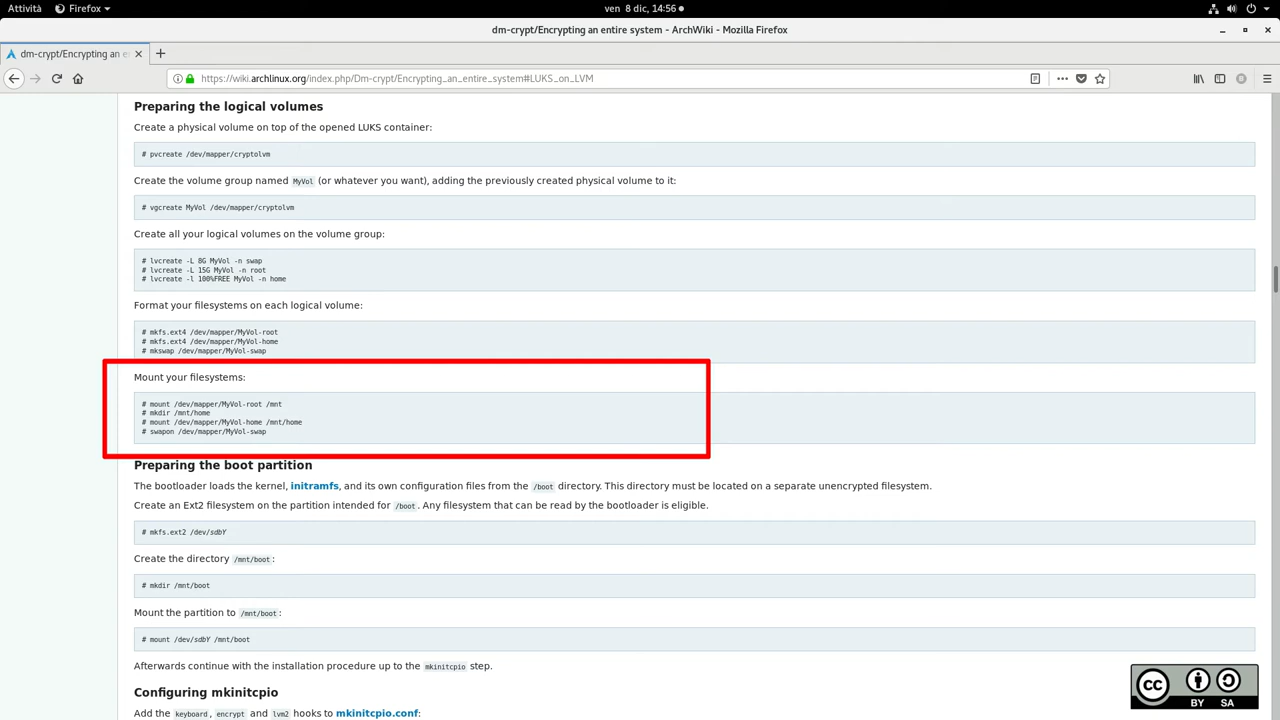 Attività Firefox ven 8 dic, 14:56
dm-crypt/Encrypting an entire system - ArchWiki - Mozilla Firefox
dm-crypt/Encrypting an e
https://wiki.archlinux.org/index.php/Dm-crypt/Encrypting_an_entire_system#LUKS_on_LVM
Preparing the logical volumes
Create a physical volume on top of the opened LUKS container:
# pvcreate /dev/mapper/cryptolvm
Create the volume group named MyVol (or whatever you want), adding the previously created physical volume to it:
# vgcreate MyVol /dev/mapper/cryptolvm
Create all your logical volumes on the volume group:
# lvcreate -L 8G MyVol -n swap
# lvcreate -L 15G MyVol -n root
# lvcreate -l 100%FREE MyVol -n home
Format your filesystems on each logical volume:
# mkfs.ext4 /dev/mapper/MyVol-root
# mkfs.ext4 /dev/mapper/MyVol-home
# mkswap /dev/mapper/MyVol-swap
Mount your filesystems:
# mount /dev/mapper/MyVol-root /mnt
# mkdir /mnt/home
# mount /dev/mapper/MyVol-home /mnt/home
# swapon /dev/mapper/MyVol-swap
Preparing the boot partition
The bootloader loads the kernel, initramfs, and its own configuration files from the /boot directory. This directory must be located on a separate unencrypted filesystem.
Create an Ext2 filesystem on the partition intended for /boot. Any filesystem that can be read by the bootloader is eligible.
# mkfs.ext2 /dev/sdbY
Create the directory /mnt/boot:
# mkdir /mnt/boot
Mount the partition to /mnt/boot:
# mount /dev/sdbY /mnt/boot
Afterwards continue with the installation procedure up to the mkinitcpio step.
Configuring mkinitcpio
Add the keyboard, encrypt and lvm2 hooks to mkinitcpio.conf:
CC BY SA